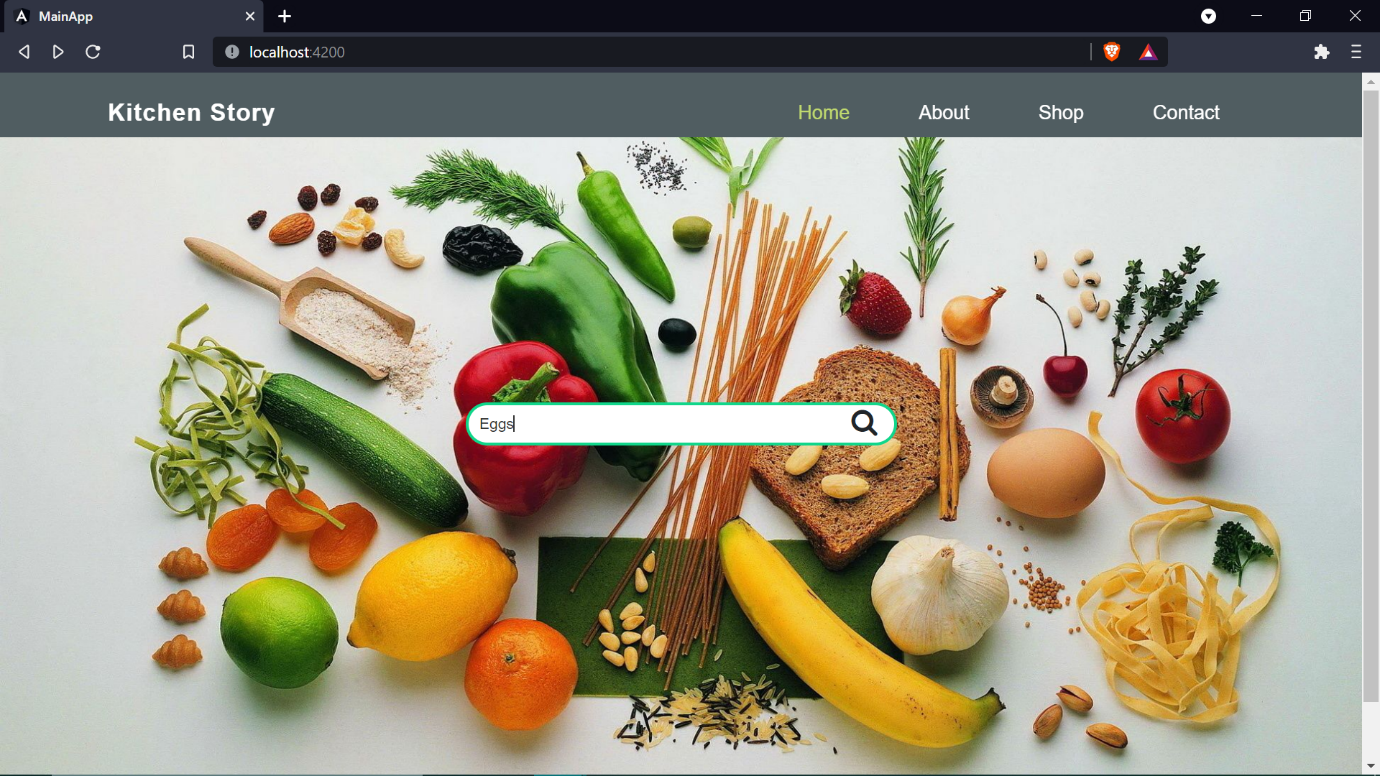 MainApp
localhost:4200
Kitchen Story
Home About Shop Contact
Eggs